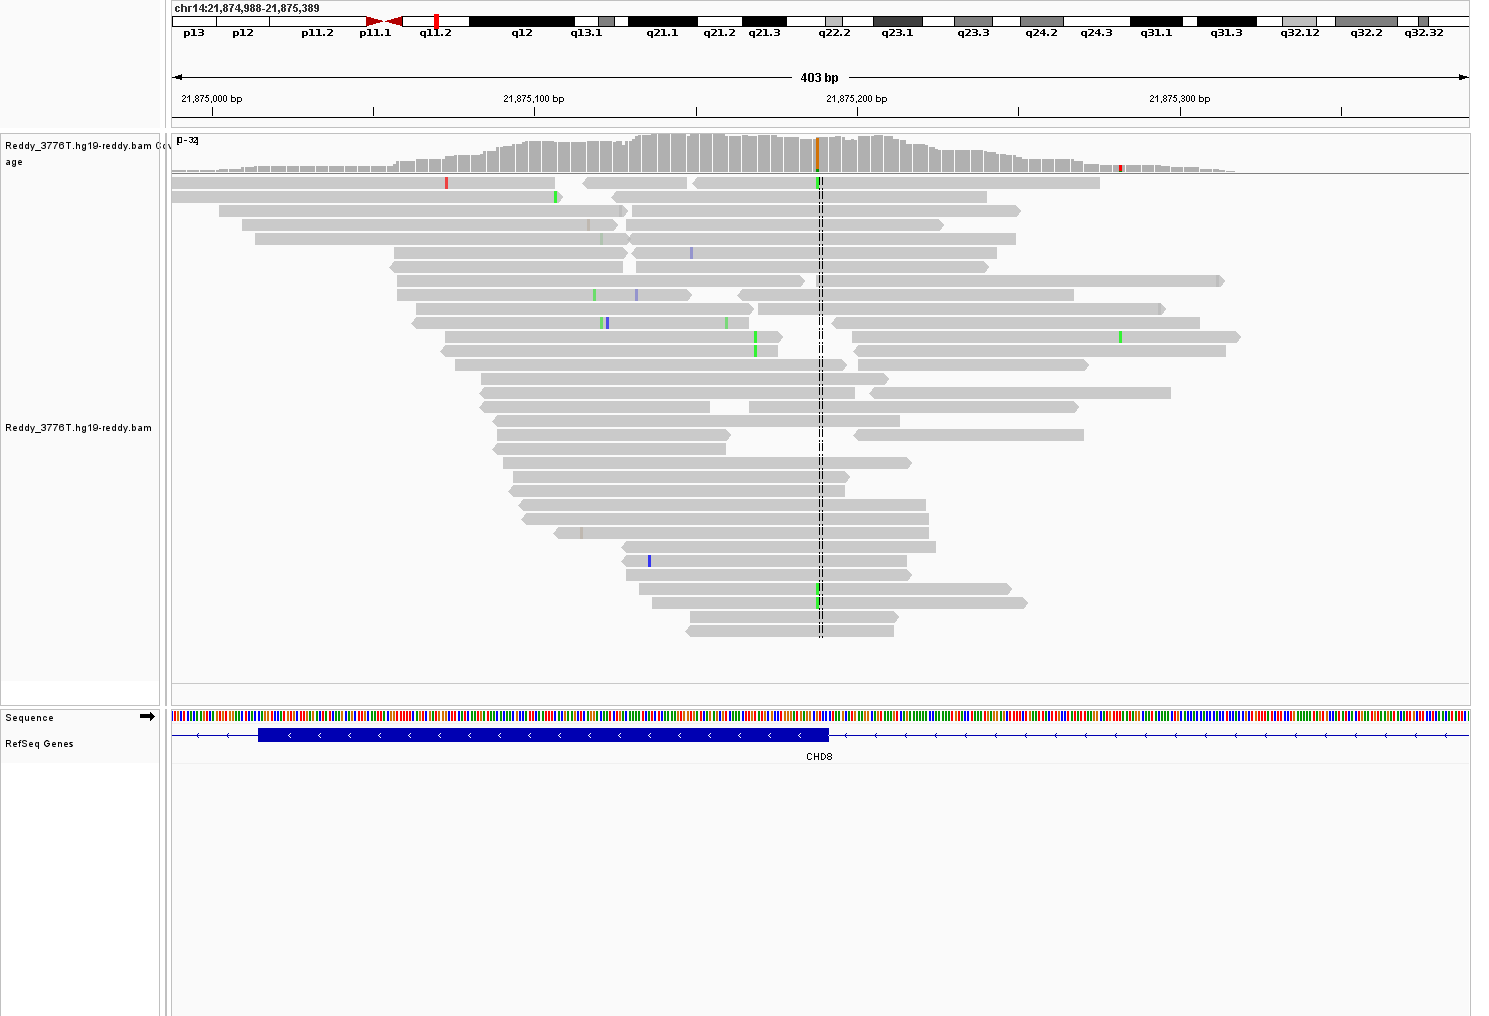 chr14:21,874,988-21,875,389
p13 p12 p11.2 p11.1 q11.2 q12 q13.1 q21.1 q21.2 q21.3 q22.2 q23.1 q23.3 q24.2 q24.3 q31.1 q31.3 q32.12 q32.2 q32.32
403 bp
21,875,000 bp 21,875,100 bp 21,875,200 bp 21,875,300 bp
[0-32]
Reddy_3776T.hg19-reddy.bam Cov
age
Reddy_3776T.hg19-reddy.bam
Sequence
RefSeq Genes
CHD8